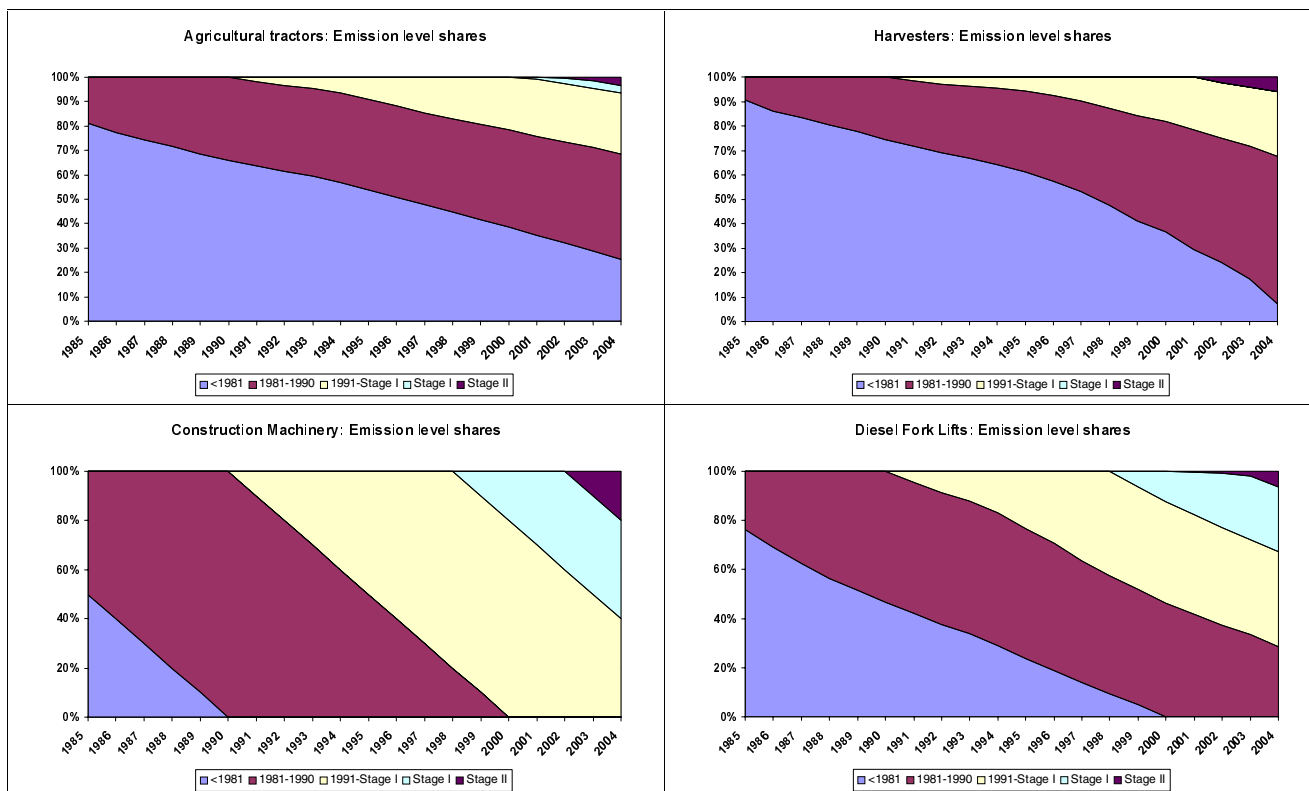 Agricultural tractors: Emission level shares
100%
90%
80%
70%
60%
50%
40%
30%
20%
10%
0%
1985 1986 1987 1988 1989 1990 1991 1992 1993 1994 1995 1996 1997 1998 1999 2000 2001 2002 2003 2004
<1981 1981-1990 1991-Stage I Stage I Stage II
Harvesters: Emission level shares
100%
90%
80%
70%
60%
50%
40%
30%
20%
10%
0%
1985 1986 1987 1988 1989 1990 1991 1992 1993 1994 1995 1996 1997 1998 1999 2000 2001 2002 2003 2004
<1981 1981-1990 1991-Stage I Stage I Stage II
Construction Machinery: Emission level shares
100%
80%
60%
40%
20%
0%
1985 1986 1987 1988 1989 1990 1991 1992 1993 1994 1995 1996 1997 1998 1999 2000 2001 2002 2003 2004
<1981 1981-1990 1991-Stage I Stage I Stage II
Diesel Fork Lifts: Emission level shares
100%
80%
60%
40%
20%
0%
1985 1986 1987 1988 1989 1990 1991 1992 1993 1994 1995 1996 1997 1998 1999 2000 2001 2002 2003 2004
<1981 1981-1990 1991-Stage I Stage I Stage II